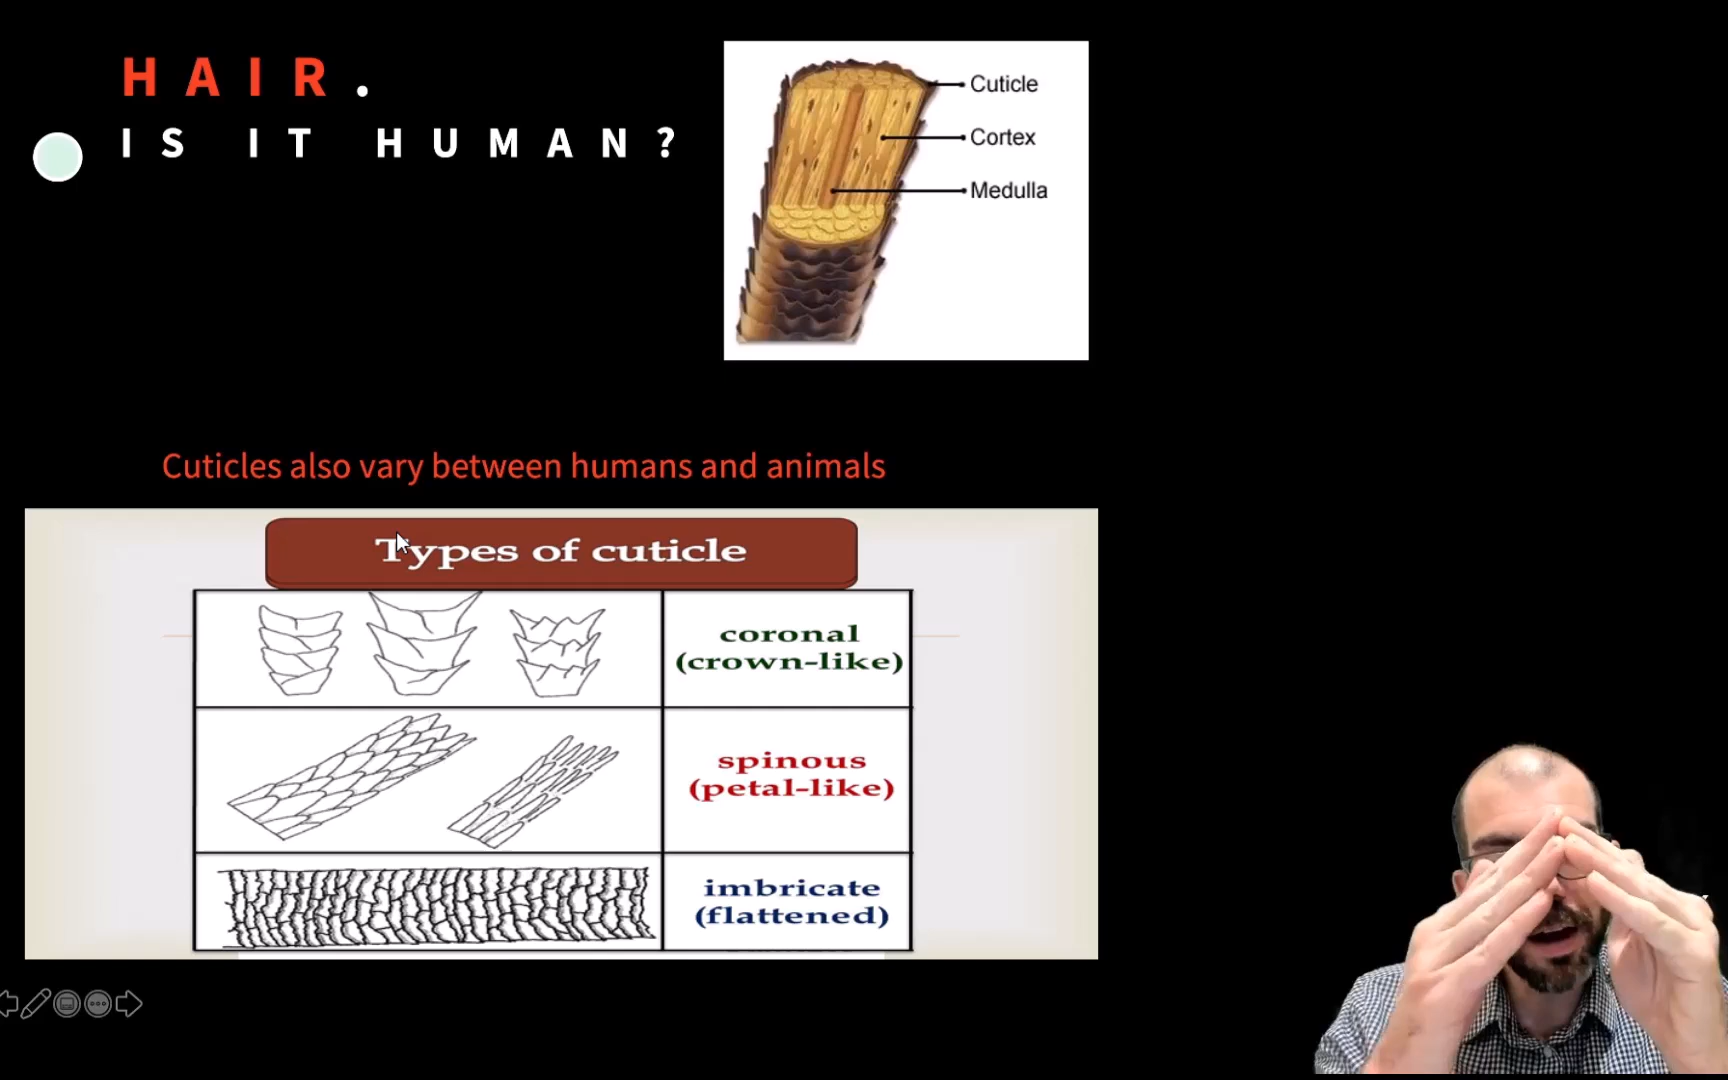 HAIR.
IS IT HUMAN?
Cuticle
Cortex
Medulla
Cuticles also vary between humans and animals
Types of cuticle
coronal
(crown-like)
spinous
(petal-like)
imbricate
(flattened)